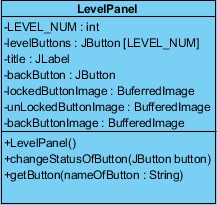 LevelPanel
-LEVEL_NUM : int
-levelButtons : JButton [LEVEL_NUM]
-title : JLabel
-backButton : JButton
-lockedButtonImage : BuferredImage
-unLockedButtonImage : BufferedImage
-backButtonImage : BufferedImage
+LevelPanel()
+changeStatusOfButton(JButton button)
+getButton(nameOfButton : String)